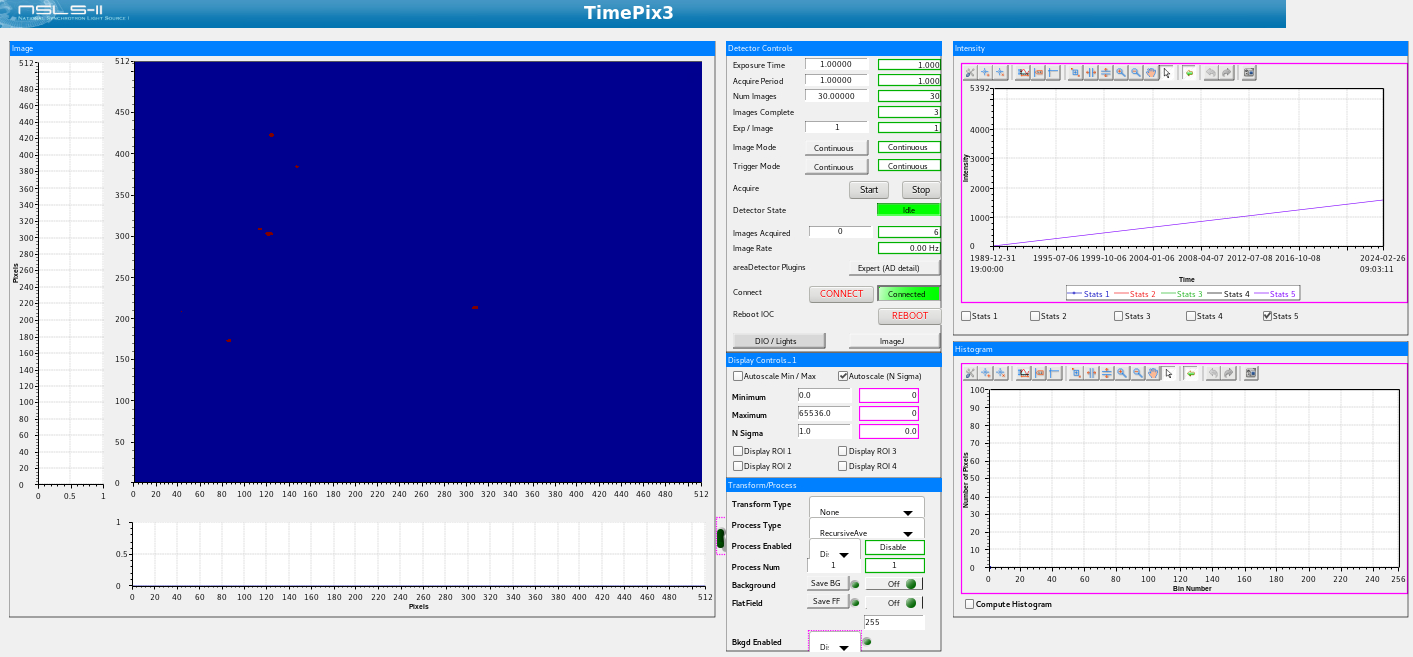 NSLS-II
NATIONAL SYNCHROTRON LIGHT SOURCE
TimePix3
Image
512
480
460
440
420
400
380
360
340
320
300
280
260
240
220
200
180
160
140
120
100
80
60
40
20
0
Pixels
0 0.5 1
512
450
400
350
300
250
200
150
100
50
0
0 20 40 60 80 100 120 140 160 180 200 220 240 260 280 300 320 340 360 380 400 420 440 460 480 512
1
0.5
0
0 20 40 60 80 100 120 140 160 180 200 220 240 260 280 300 320 340 360 380 400 420 440 460 480 512
Pixels
Detector Controls
Exposure Time 1.00000 1.000
Acquire Period 1.00000 1.000
Num Images 30.00000 30
Images Complete 3
Exp / Image 1 1
Image Mode Continuous Continuous
Trigger Mode Continuous Continuous
Acquire Start Stop
Detector State Idle
Images Acquired 0 6
Image Rate 0.00 Hz
areaDetector Plugins Expert (AD detail)
Connect CONNECT Connected
Reboot IOC REBOOT
DIO / Lights ImageJ
Display Controls_1
Autoscale Min / Max Autoscale (N Sigma)
Minimum 0.0 0
Maximum 65536.0 0
N Sigma 1.0 0.0
Display ROI 1 Display ROI 3
Display ROI 2 Display ROI 4
Transform/Process
Transform Type None
Process Type RecursiveAve
Process Enabled Di: Disable
Process Num 1 1
Background Save BG Off
FlatField Save FF Off
255
Bkgd Enabled Di:
Intensity
5392
4000
3000
2000
1000
0
Intensity
1989-12-31 1995-07-06 1999-10-06 2004-01-06 2008-04-07 2012-07-08 2016-10-08 2024-02-26
19:00:00 09:03:11
Time
Stats 1 Stats 2 Stats 3 Stats 4 Stats 5
Stats 1 Stats 2 Stats 3 Stats 4 Stats 5
Histogram
100
90
80
70
60
50
40
30
20
10
0
Number of Pixels
0 20 40 60 80 100 120 140 160 180 200 220 256
Bin Number
Compute Histogram